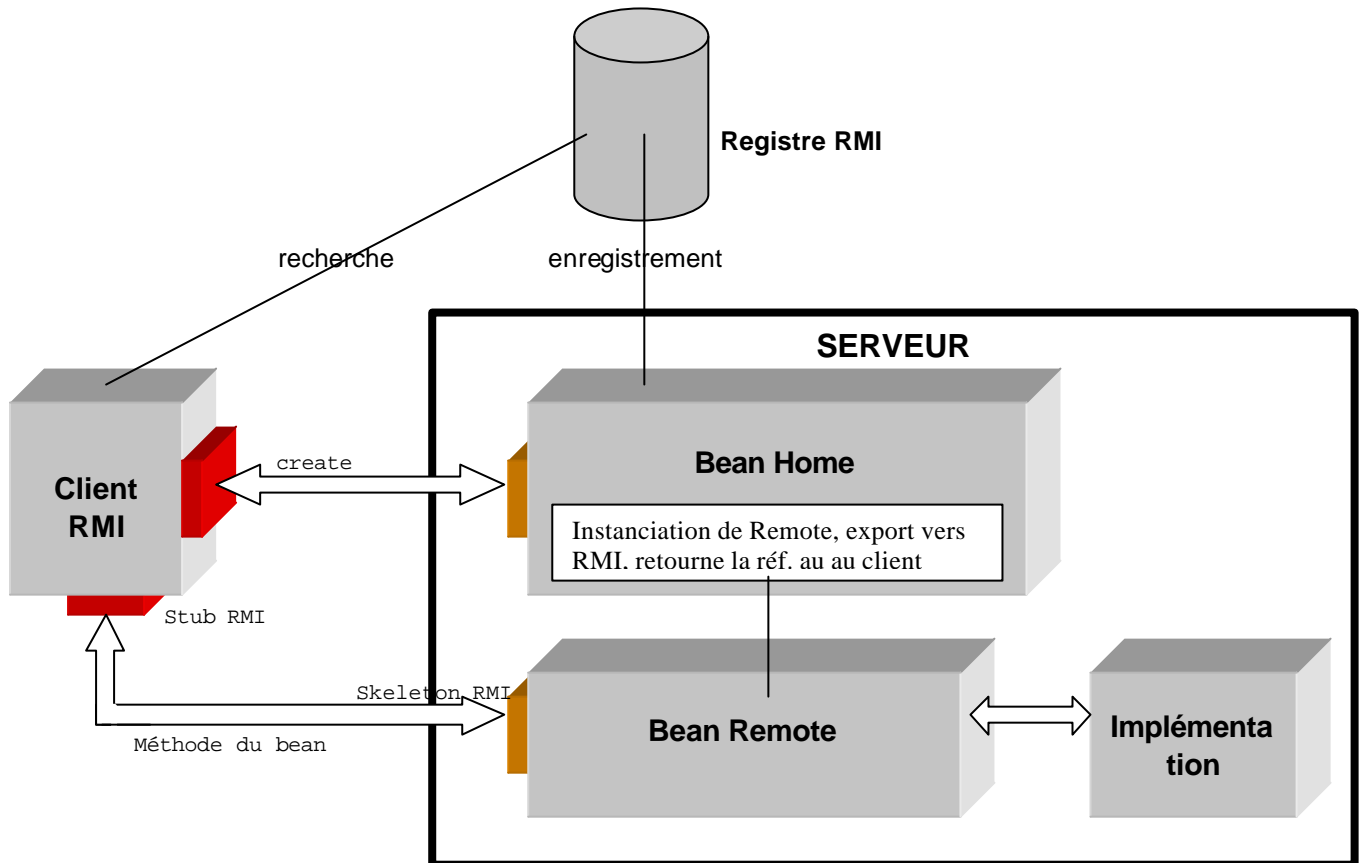 Registre RMI
recherche
enregistrement
SERVEUR
Client
RMI
create
Bean Home
Instanciation de Remote, export vers
RMI. retourne la réf. au au client
Stub RMI
Skeleton RMI
Méthode du bean
Bean Remote
Implémenta
tion